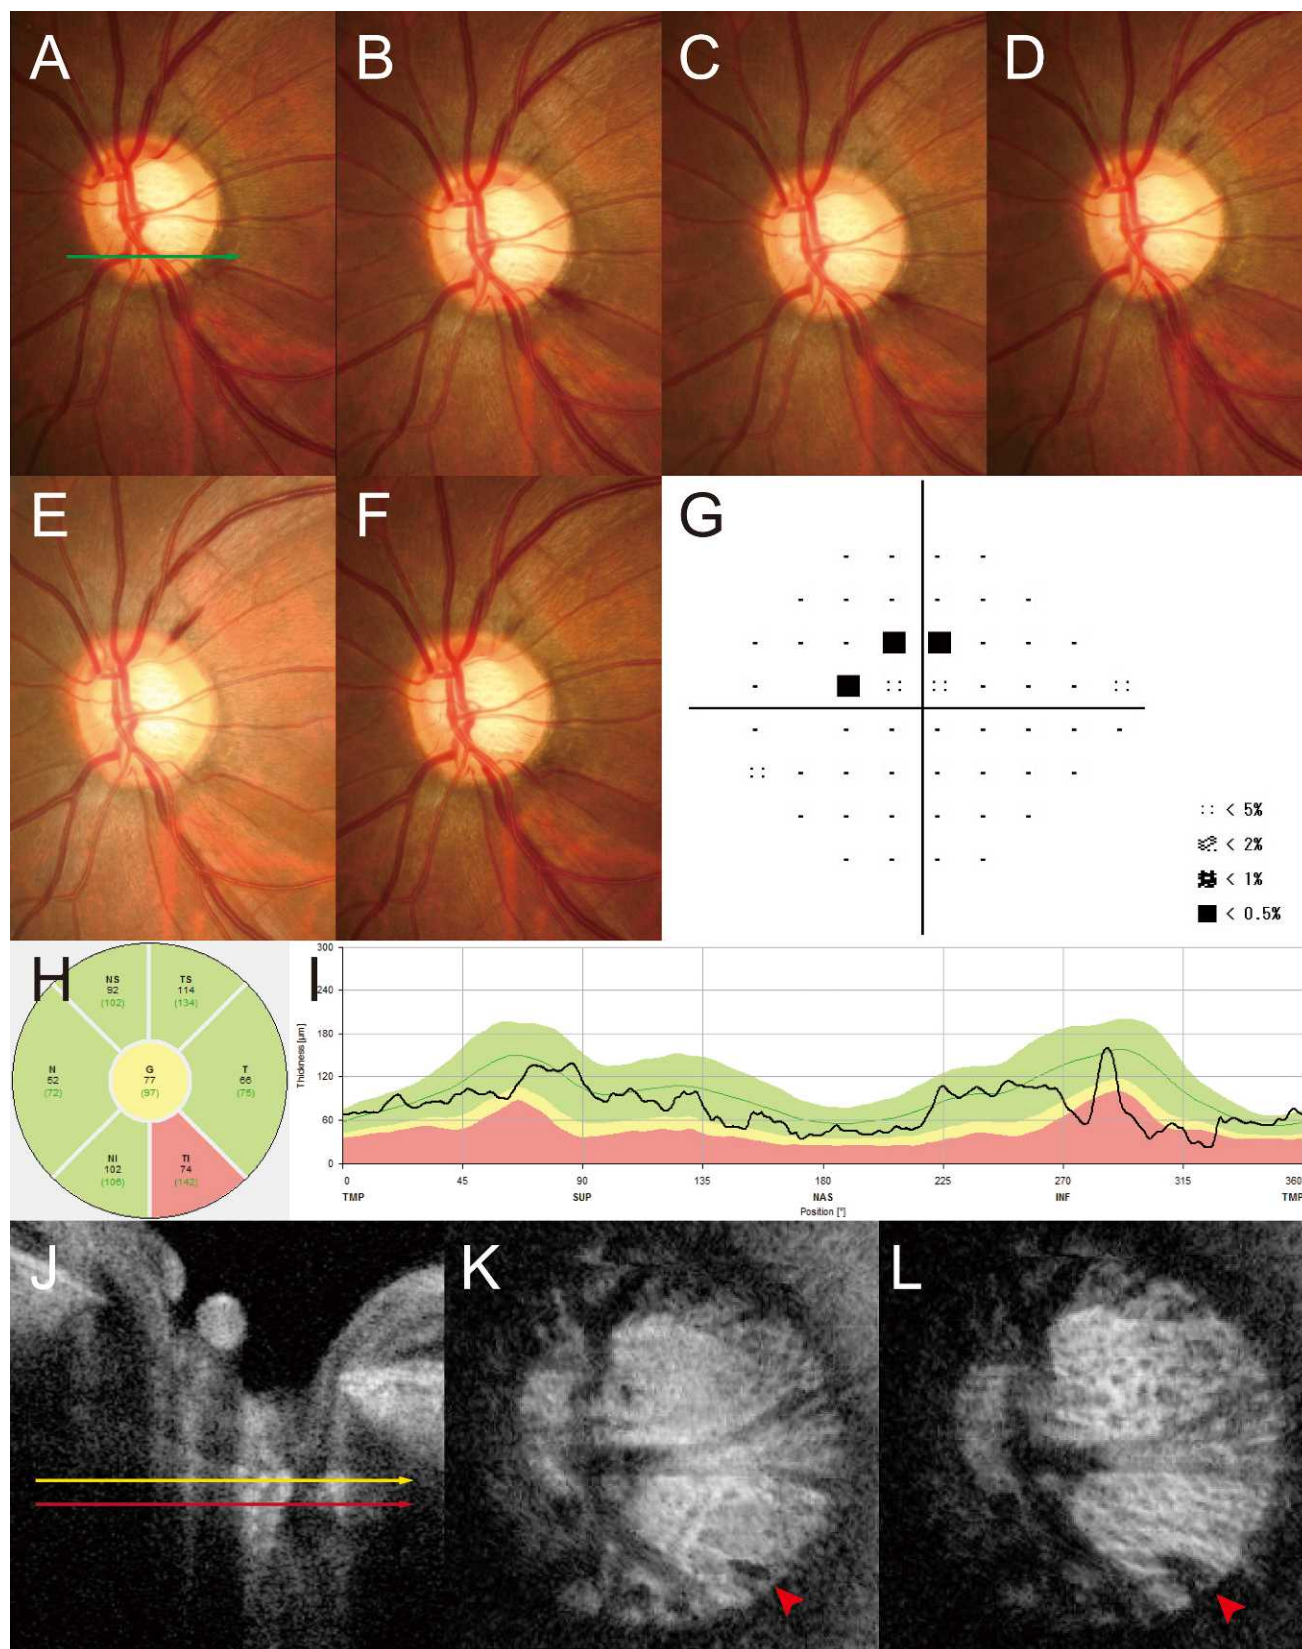 A B C D
E F G
:: < 5%
< 2%
< 1%
■ < 0.5%
H I
NS
92
(102)
TS
114
(134)
N
52
(72)
G
77
(97)
T
66
(75)
NI
102
(106)
TI
74
(142)
Thickness [µm]
300
240
180
120
60
0
0 45 90 135 180 225 270 315 360
TMP SUP NAS INF TMP
Position [°]
J K L